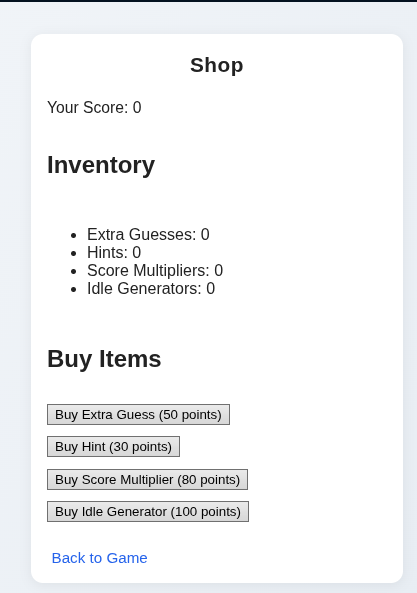 Shop
Your Score: 0
Inventory
Extra Guesses: 0
Hints: 0
Score Multipliers: 0
Idle Generators: 0
Buy Items
Buy Extra Guess (50 points)
Buy Hint (30 points)
Buy Score Multiplier (80 points)
Buy Idle Generator (100 points)
Back to Game